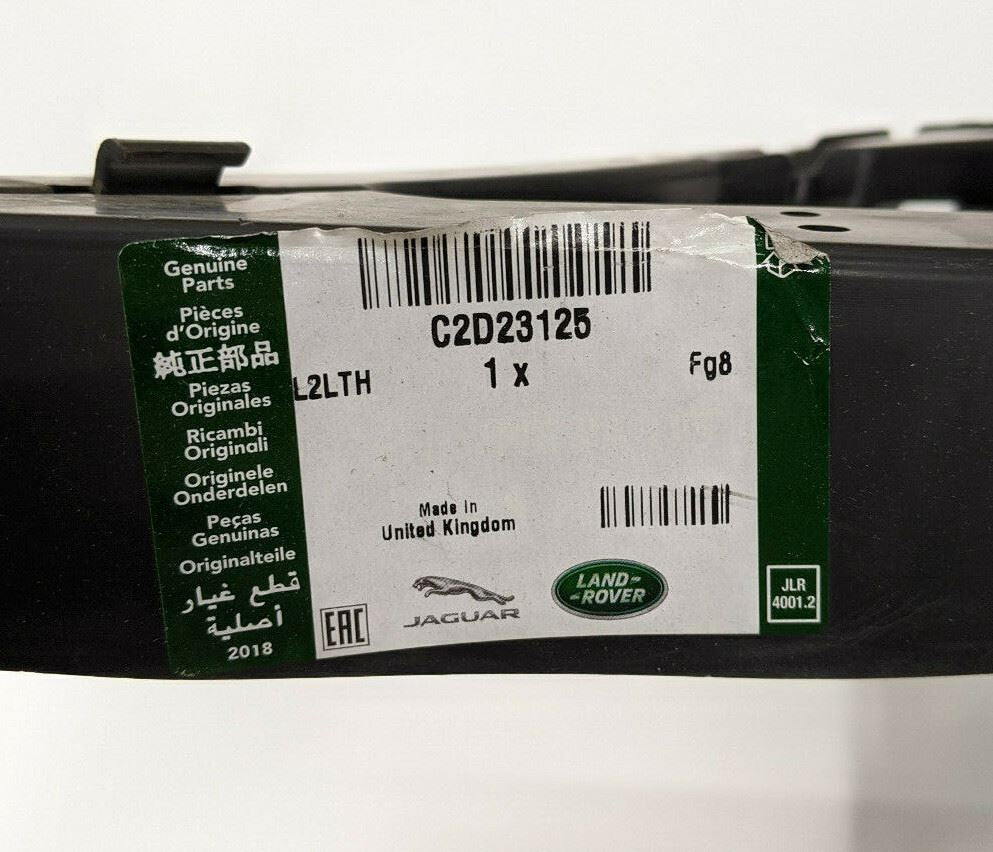 Genuine
Parts
Pièces
d'Origine
純正部品
Piezas
Originales
Ricambi
Originali
Originele
Onderdelen
Peças
Genuinas
Originalteile
قطع غيار
أصلية
2018
C2D23125
L2LTH
1 x
Fg8
Made In
United Kingdom
EAC
JAGUAR
LAND-
-ROVER
JLR
4001.2